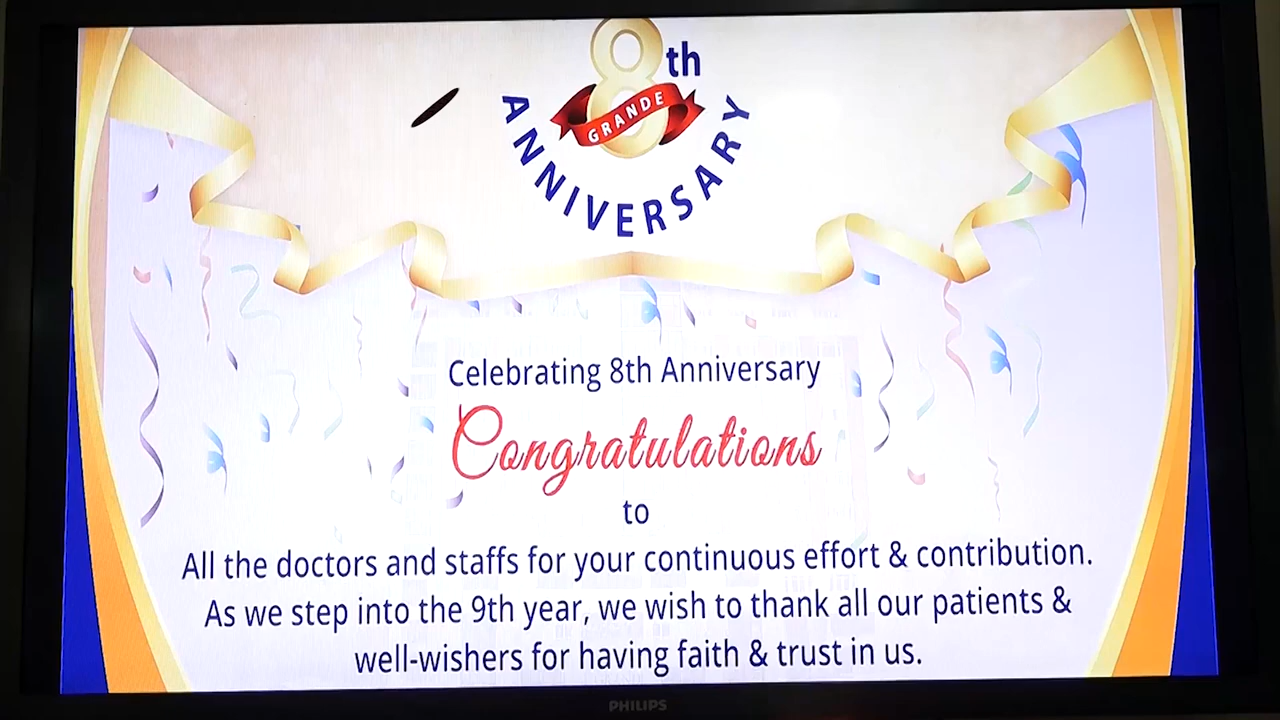 8th
GRANDE
ANNIVERSARY
Celebrating 8th Anniversary
Congratulations
to
All the doctors and staffs for your continuous effort & contribution.
As we step into the 9th year, we wish to thank all our patients &
well-wishers for having faith & trust in us.
PHILIPS